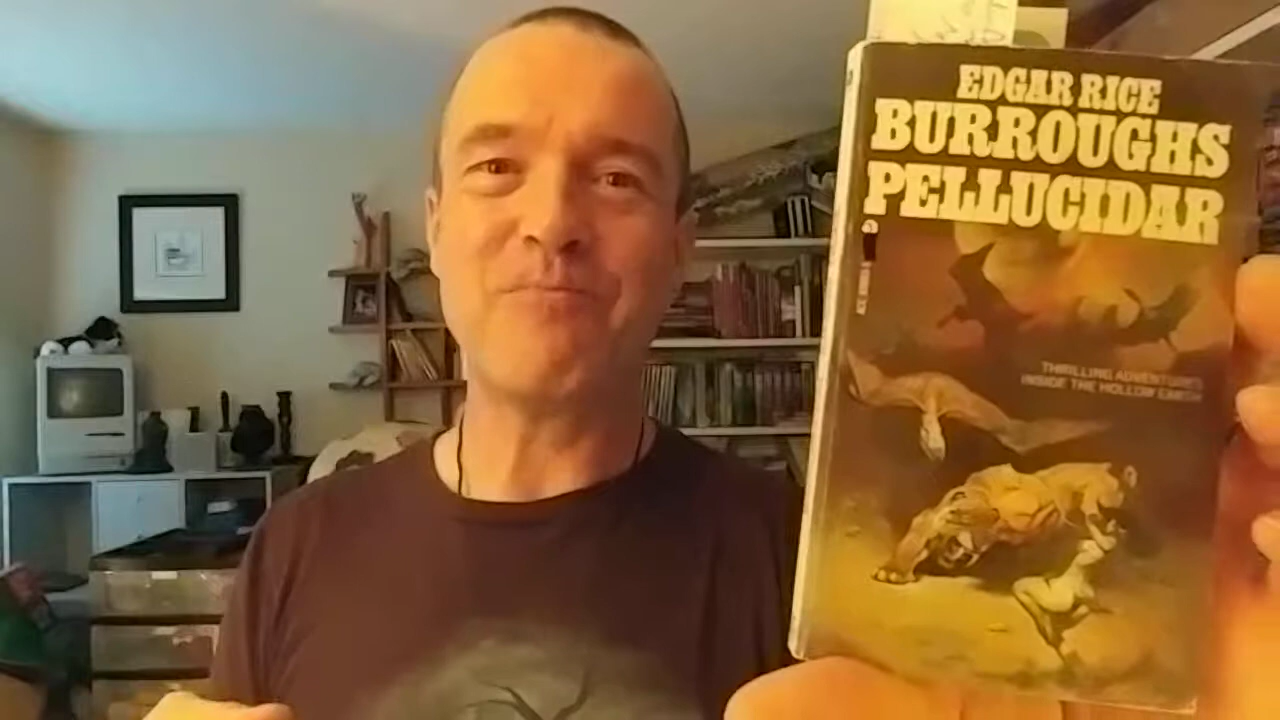 EDGAR RICE
BURROUGHS
PELLUCIDAR
THRILLING ADVENTURES
INSIDE THE HOLLOW EARTH